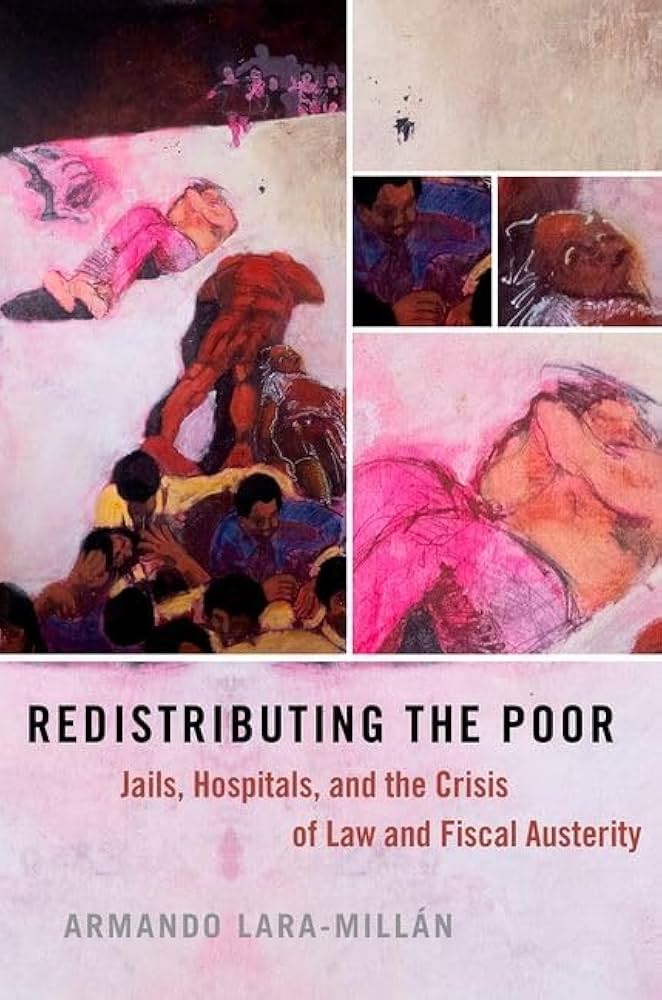 REDISTRIBUTING THE POOR
Jails, Hospitals, and the Crisis
of Law and Fiscal Austerity
ARMANDO LARA-MILLÁN